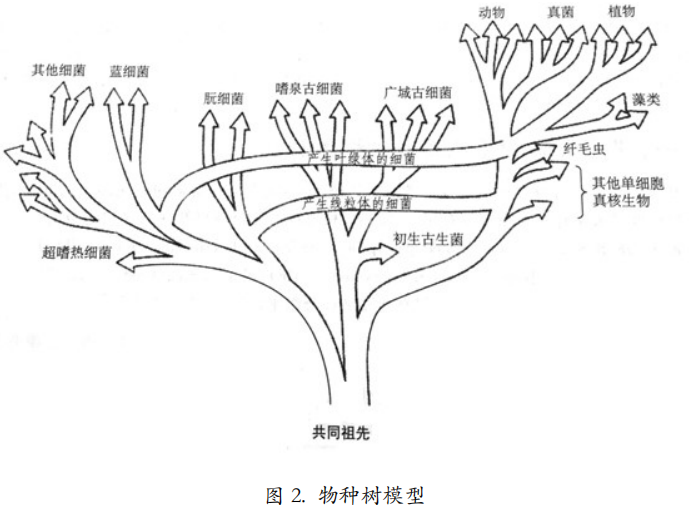 动物 真菌 植物
其他细菌 蓝细菌 朊细菌 嗜泉古细菌 广域古细菌
藻类
产生叶绿体的细菌
纤毛虫
其他单细胞
真核生物
产生线粒体的细菌
初生古生菌
超嗜热细菌
共同祖先
图 2. 物种树模型